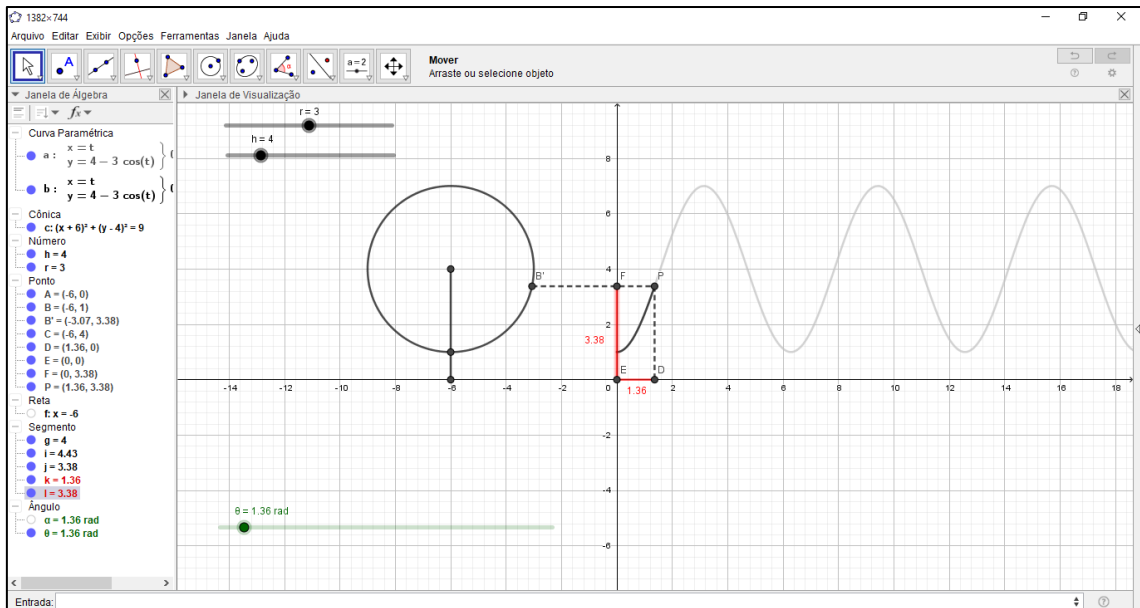 1382×744
Arquivo Editar Exibir Opções Ferramentas Janela Ajuda
A
a=2
Mover
Arraste ou selecione objeto
Janela de Álgebra
Janela de Visualização
fx
Curva Paramétrica
a : x = t
y = 4 − 3 cos(t)
b : x = t
y = 4 − 3 cos(t)
Cônica
c: (x + 6)² + (y - 4)² = 9
Número
h = 4
r = 3
Ponto
A = (-6, 0)
B = (-6, 1)
B' = (-3.07, 3.38)
C = (-6, 4)
D = (1.36, 0)
E = (0, 0)
F = (0, 3.38)
P = (1.36, 3.38)
Reta
f: x = -6
Segmento
g = 4
i = 4.43
j = 3.38
k = 1.36
l = 3.38
Ângulo
α = 1.36 rad
θ = 1.36 rad
r = 3
h = 4
8
6
4
2
-2
-4
-6
B'
F
P
3.38
E
D
1.36
-14 -12 -10 -8 -6 -4 -2 0 2 4 6 8 10 12 14 16 18
θ = 1.36 rad
Entrada: